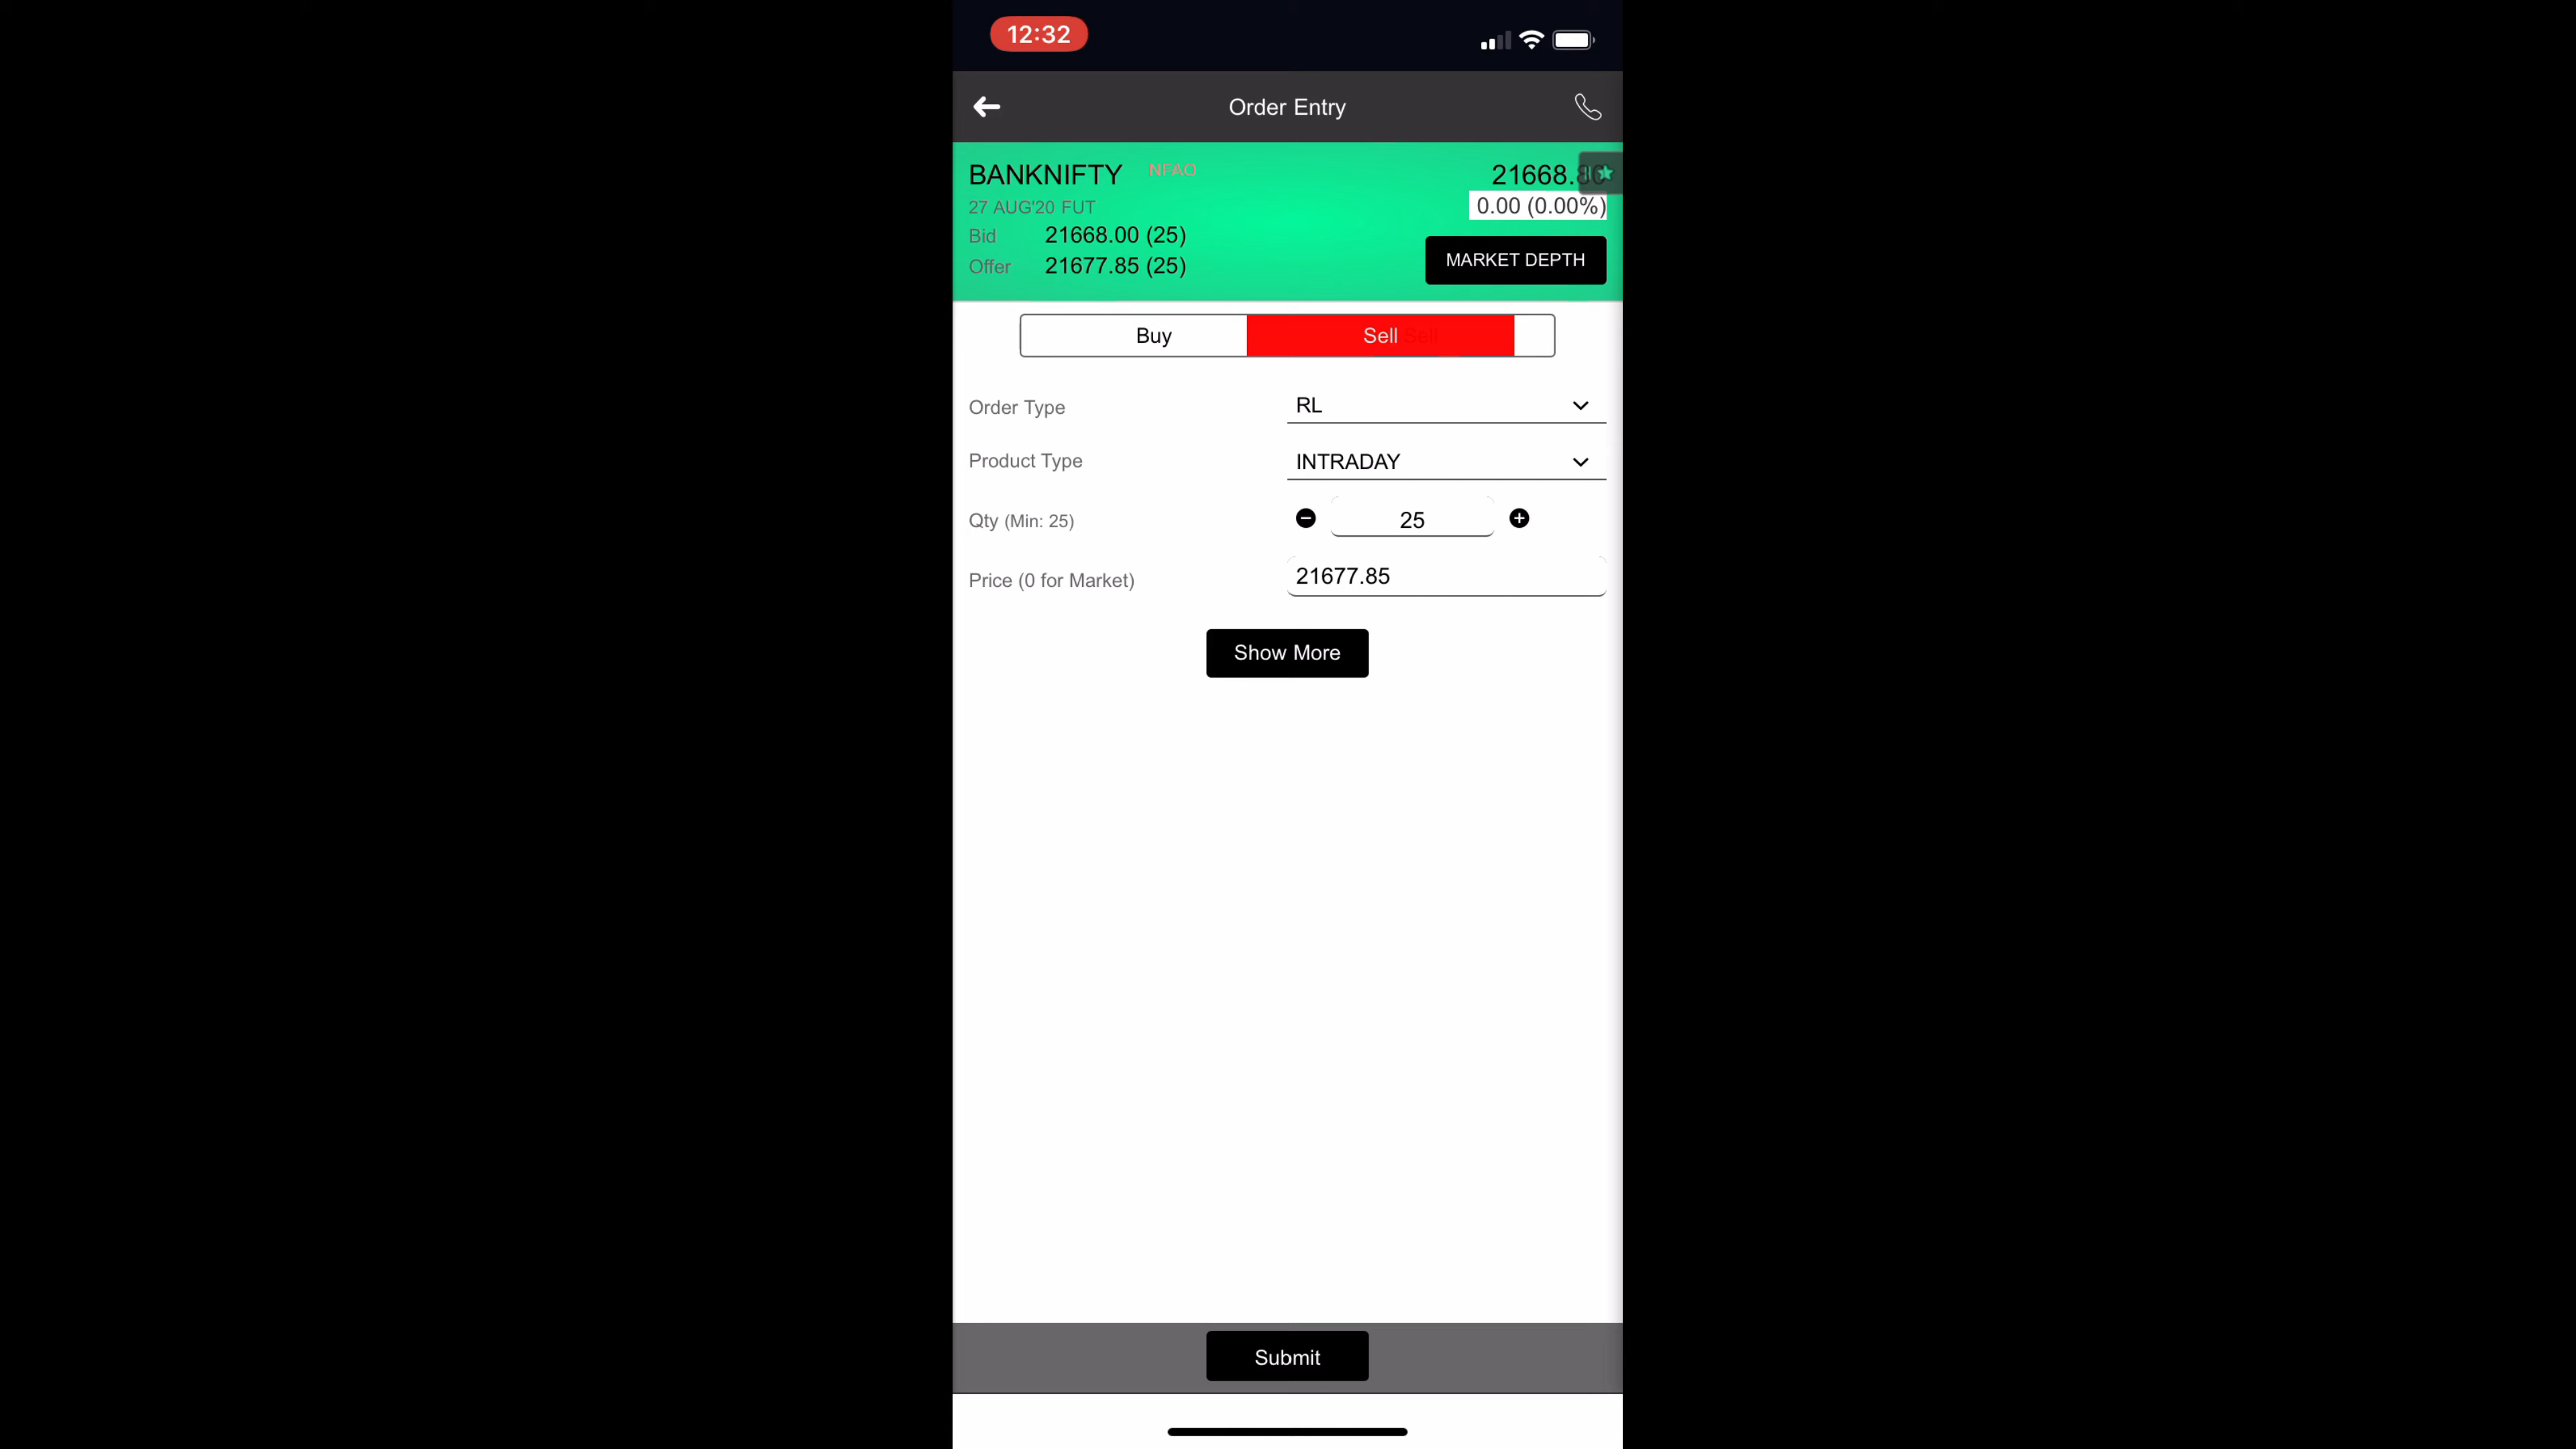 12:32
Order Entry
BANKNIFTY NFAO 21668.
27 AUG'20 FUT 0.00 (0.00%)
Bid 21668.00 (25)
Offer 21677.85 (25) MARKET DEPTH
Buy Sell Sell
Order Type RL
Product Type INTRADAY
Qty (Min: 25) 25
Price (0 for Market) 21677.85
Show More
Submit